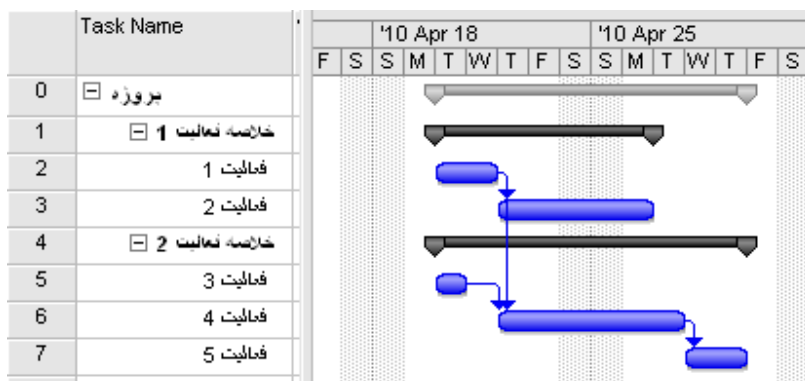 Task Name
'10 Apr 18 '10 Apr 25
F S S M T W T F S S M T W T F S
0 پروژه
1 خلاصه فعالیت 1
2 فعالیت 1
3 فعالیت 2
4 خلاصه فعالیت 2
5 فعالیت 3
6 فعالیت 4
7 فعالیت 5